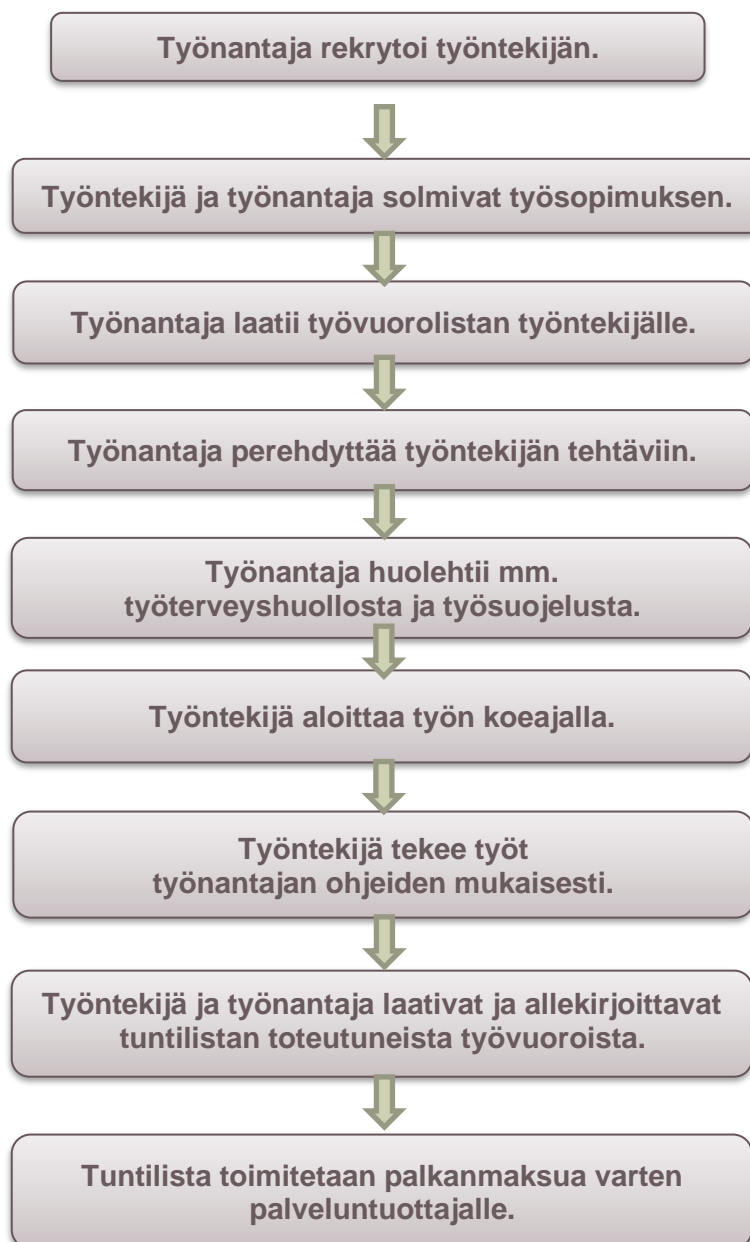 Työnantaja rekrytoi työntekijän.
Työntekijä ja työnantaja solmivat työsopimuksen.
Työnantaja laatii työvuorolistan työntekijälle.
Työnantaja perehdyttää työntekijän tehtäviin.
Työnantaja huolehtii mm.
työterveyshuollosta ja työsuojelusta.
Työntekijä aloittaa työn koeajalla.
Työntekijä tekee työt
työnantajan ohjeiden mukaisesti.
Työntekijä ja työnantaja laativat ja allekirjoittavat
tuntilistan toteutuneista työvuoroista.
Tuntilista toimitetaan palkanmaksua varten
palveluntuottajalle.